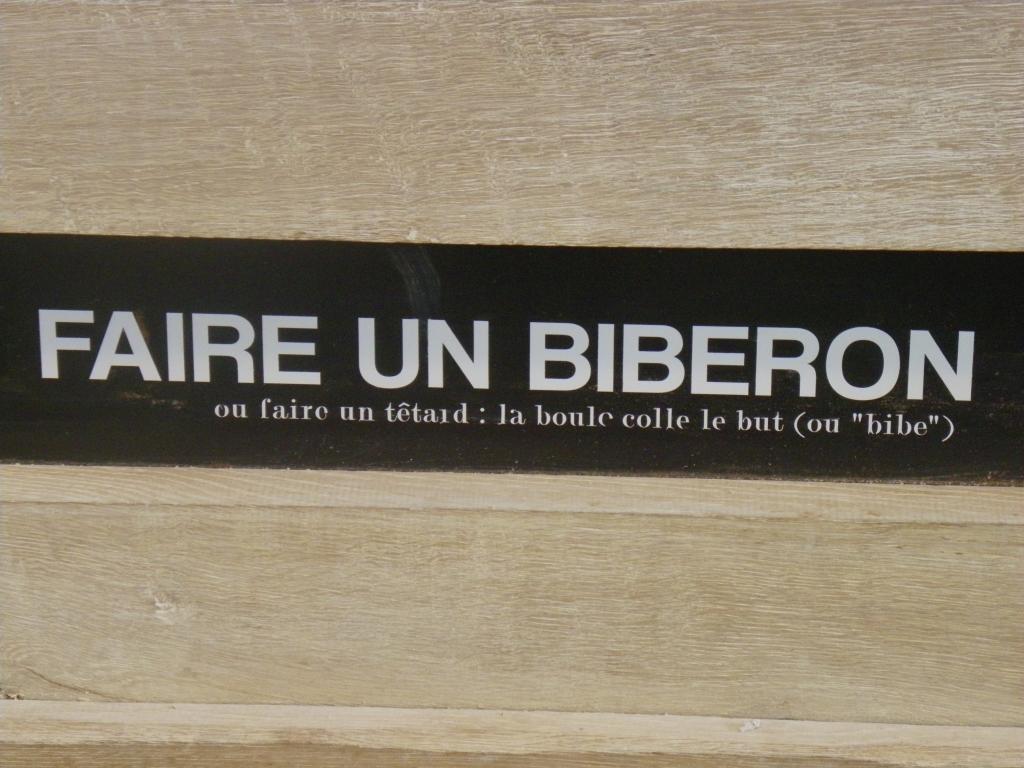 FAIRE UN BIBERON
ou faire un têtard : la boule colle le but (ou "bibe")